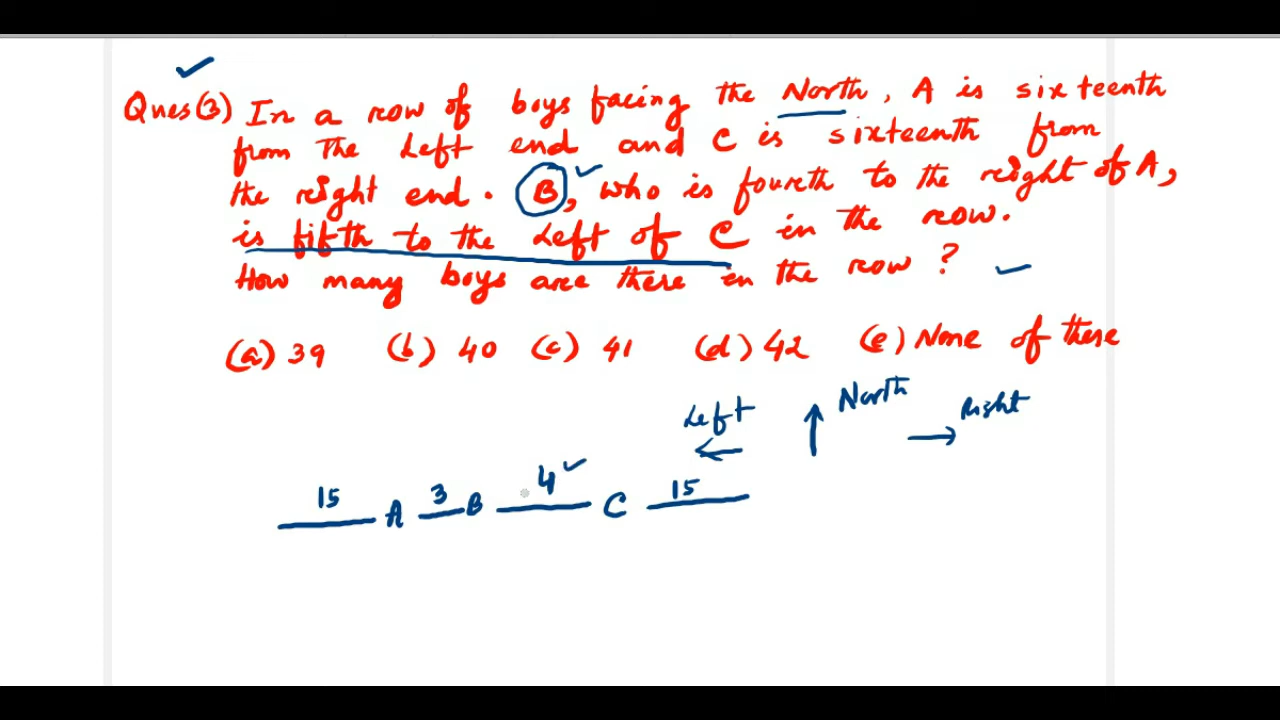 Ques (3) In a row of boys facing the North, A is sixteenth
from the Left end and C is sixteenth from
the right end. B, who is fourth to the right of A,
is fifth to the Left of C in the row.
How many boys are there in the row ?
(a) 39 (b) 40 (c) 41 (d) 42 (e) None of these
Left North Right
15 A 3 B 4 C 15